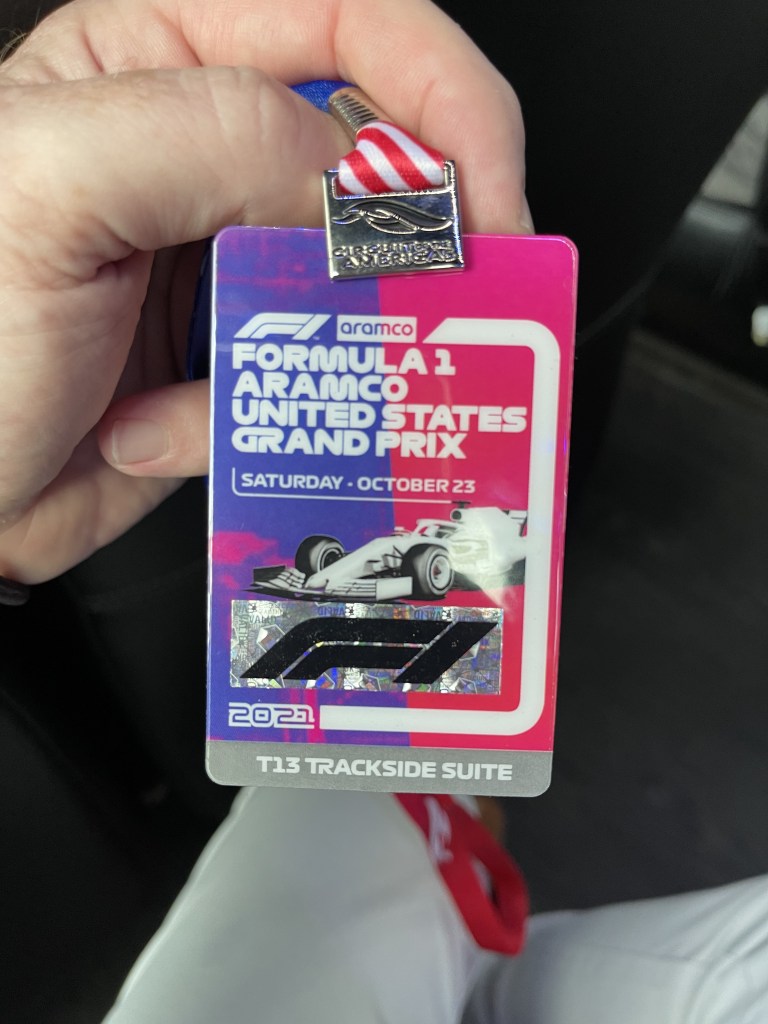 CIRCUIT OF THE
AMERICAS
F1 aramco
FORMULA 1
ARAMCO
UNITED STATES
GRAND PRIX
SATURDAY - OCTOBER 23
F1
2021
T13 TRACKSIDE SUITE